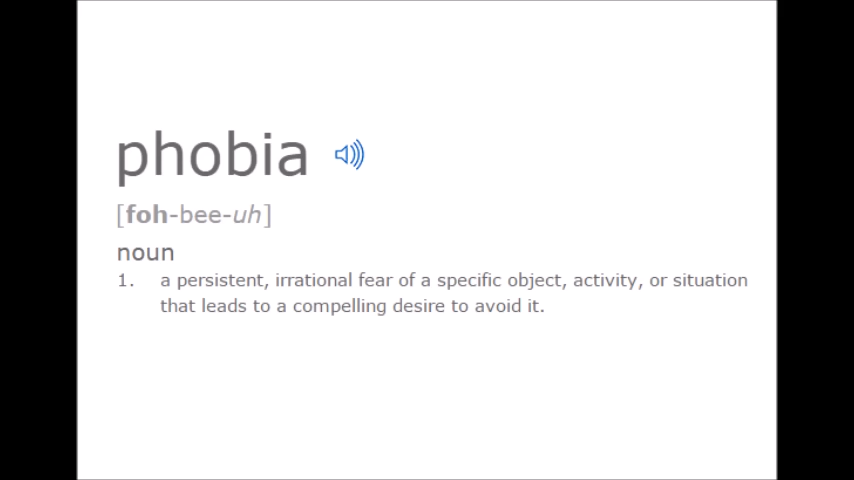 phobia
[foh-bee-uh]
noun
1. a persistent, irrational fear of a specific object, activity, or situation
that leads to a compelling desire to avoid it.